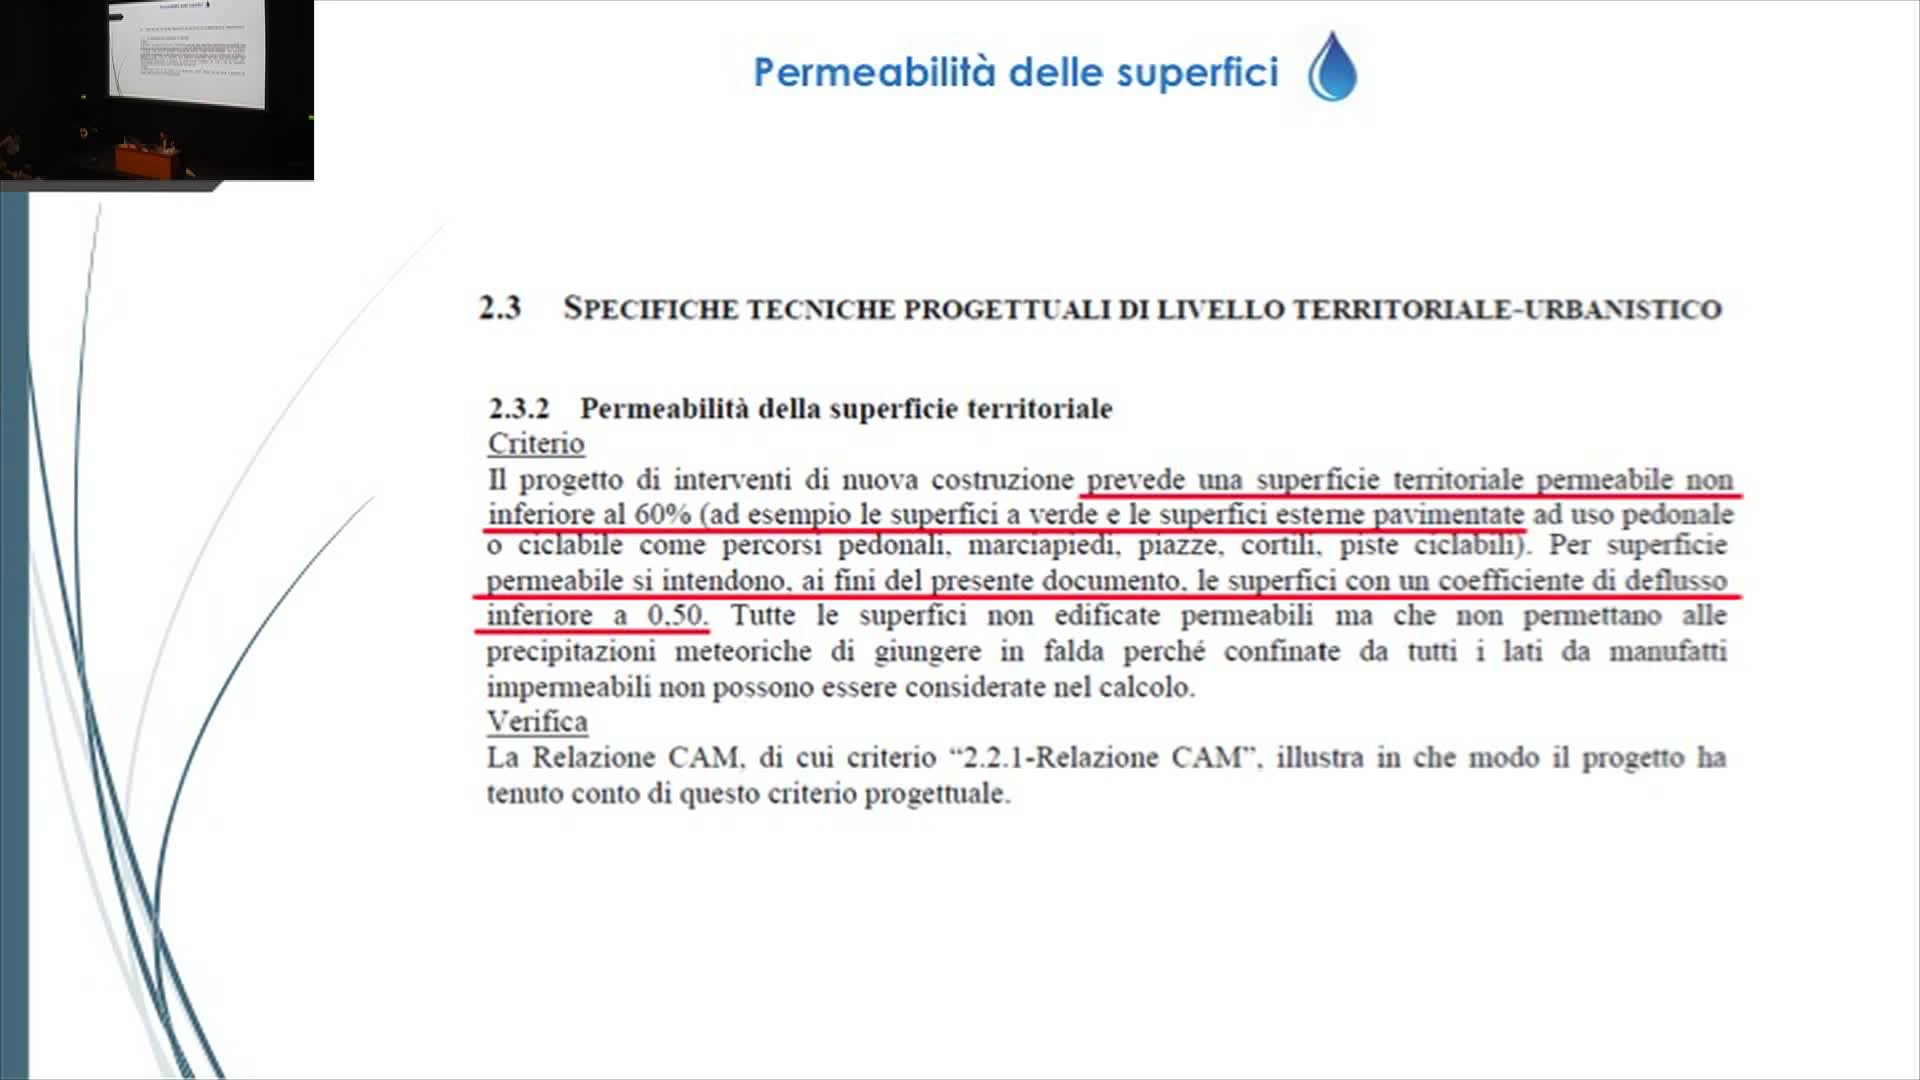 Permeabilità delle superfici
2.3 SPECIFICHE TECNICHE PROGETTUALI DI LIVELLO TERRITORIALE-URBANISTICO
2.3.2 Permeabilità della superficie territoriale
Criterio
Il progetto di interventi di nuova costruzione prevede una superficie territoriale permeabile non
inferiore al 60% (ad esempio le superfici a verde e le superfici esterne pavimentate ad uso pedonale
o ciclabile come percorsi pedonali, marciapiedi, piazze, cortili, piste ciclabili). Per superficie
permeabile si intendono, ai fini del presente documento, le superfici con un coefficiente di deflusso
inferiore a 0,50. Tutte le superfici non edificate permeabili ma che non permettano alle
precipitazioni meteoriche di giungere in falda perché confinate da tutti i lati da manufatti
impermeabili non possono essere considerate nel calcolo.
Verifica
La Relazione CAM, di cui criterio “2.2.1-Relazione CAM”, illustra in che modo il progetto ha
tenuto conto di questo criterio progettuale.